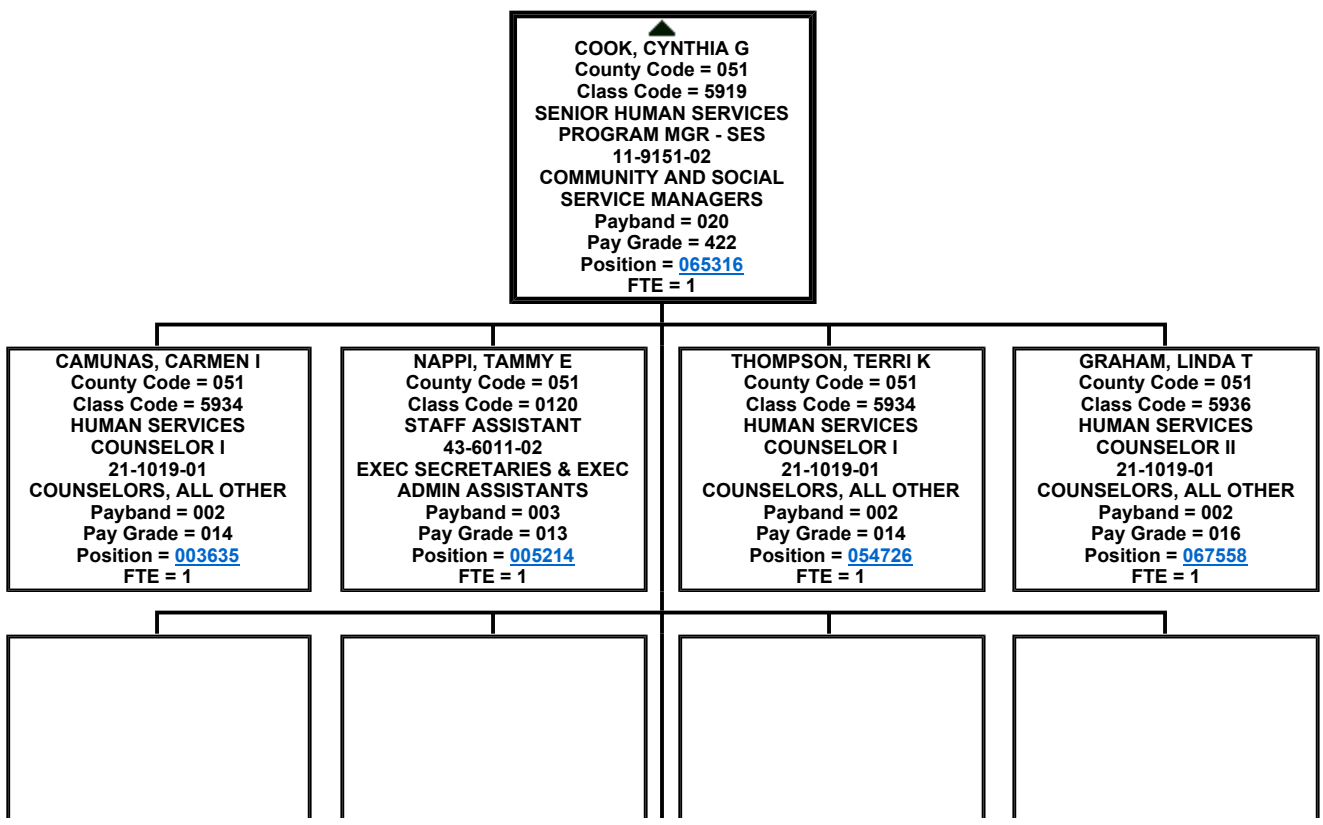 COOK, CYNTHIA G
County Code = 051
Class Code = 5919
SENIOR HUMAN SERVICES
PROGRAM MGR - SES
11-9151-02
COMMUNITY AND SOCIAL
SERVICE MANAGERS
Payband = 020
Pay Grade = 422
Position = 065316
FTE = 1
CAMUNAS, CARMEN I
County Code = 051
Class Code = 5934
HUMAN SERVICES
COUNSELOR I
21-1019-01
COUNSELORS, ALL OTHER
Payband = 002
Pay Grade = 014
Position = 003635
FTE = 1
NAPPI, TAMMY E
County Code = 051
Class Code = 0120
STAFF ASSISTANT
43-6011-02
EXEC SECRETARIES & EXEC
ADMIN ASSISTANTS
Payband = 003
Pay Grade = 013
Position = 005214
FTE = 1
THOMPSON, TERRI K
County Code = 051
Class Code = 5934
HUMAN SERVICES
COUNSELOR I
21-1019-01
COUNSELORS, ALL OTHER
Payband = 002
Pay Grade = 014
Position = 054726
FTE = 1
GRAHAM, LINDA T
County Code = 051
Class Code = 5936
HUMAN SERVICES
COUNSELOR II
21-1019-01
COUNSELORS, ALL OTHER
Payband = 002
Pay Grade = 016
Position = 067558
FTE = 1